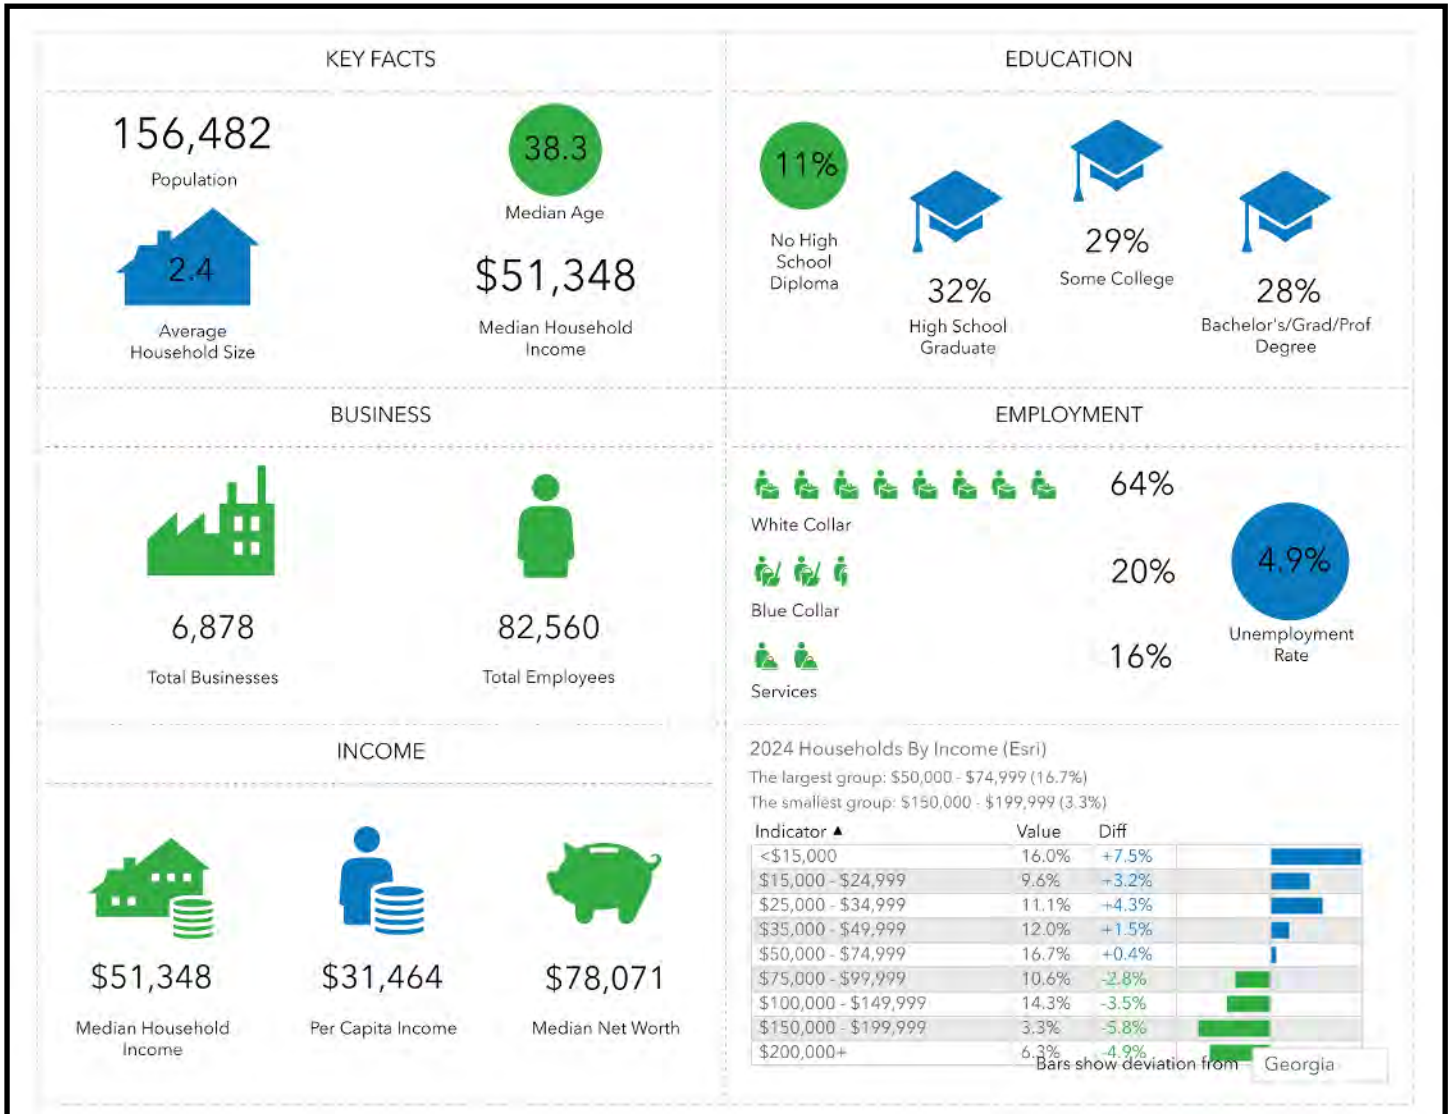 KEY FACTS
156,482
Population
38.3
Median Age
2.4
Average
Household Size
$51,348
Median Household
Income
EDUCATION
11%
No High
School
Diploma
32%
High School
Graduate
29%
Some College
28%
Bachelor's/Grad/Prof
Degree
BUSINESS
6,878
Total Businesses
82,560
Total Employees
EMPLOYMENT
64%
White Collar
20%
Blue Collar
16%
Services
4.9%
Unemployment
Rate
INCOME
$51,348
Median Household
Income
$31,464
Per Capita Income
$78,071
Median Net Worth
2024 Households By Income (Esri)
The largest group: $50,000 - $74,999 (16.7%)
The smallest group: $150,000 - $199,999 (3.3%)
Indicator ▲ Value Diff
<$15,000 16.0% +7.5%
$15,000 - $24,999 9.6% +3.2%
$25,000 - $34,999 11.1% +4.3%
$35,000 - $49,999 12.0% +1.5%
$50,000 - $74,999 16.7% +0.4%
$75,000 - $99,999 10.6% -2.8%
$100,000 - $149,999 14.3% -3.5%
$150,000 - $199,999 3.3% -5.8%
$200,000+ 6.3% -4.9%
Bars show deviation from Georgia